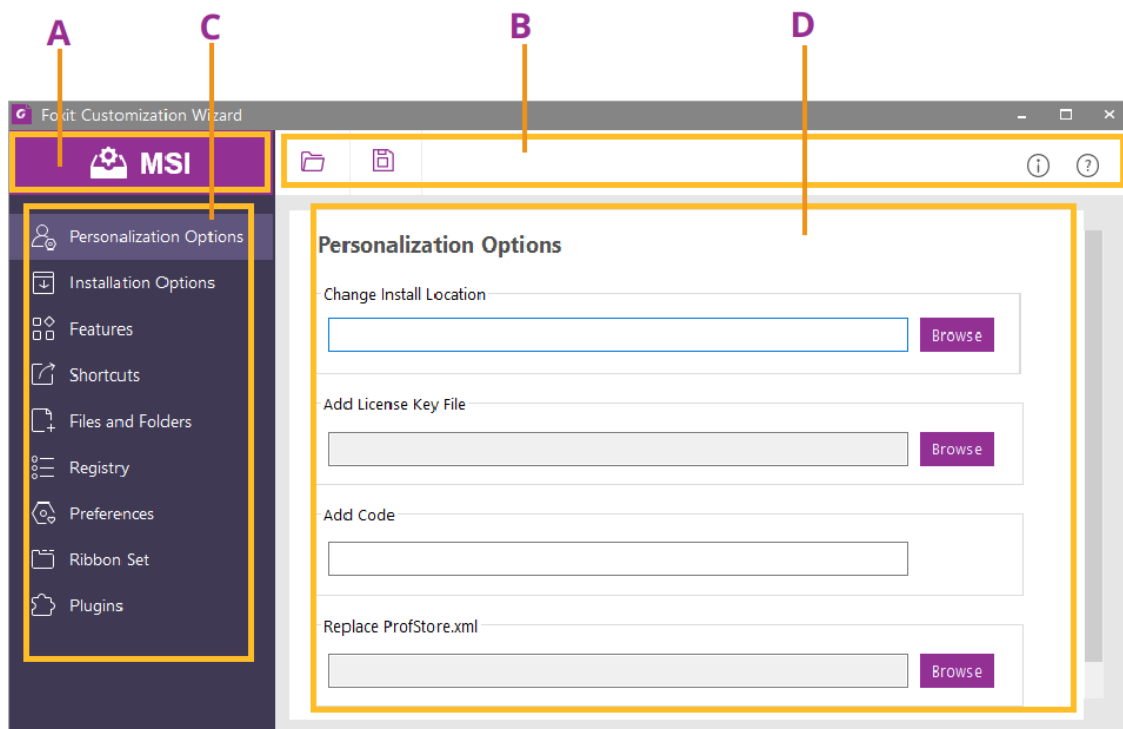 A
C
B
D
Foxit Customization Wizard
MSI
Personalization Options
Installation Options
Features
Shortcuts
Files and Folders
Registry
Preferences
Ribbon Set
Plugins
Personalization Options
Change Install Location
Browse
Add License Key File
Browse
Add Code
Replace ProfStore.xml
Browse